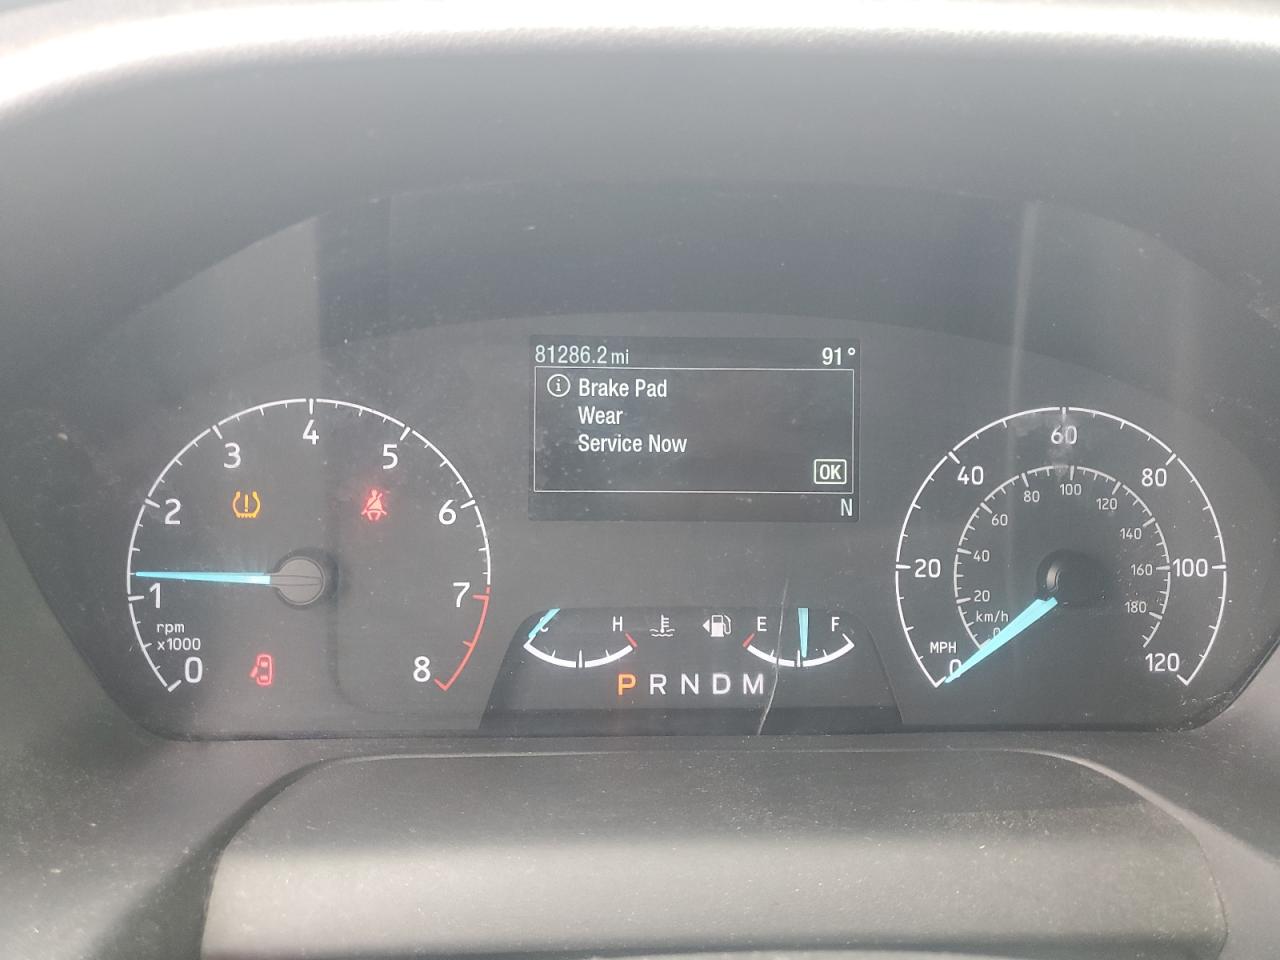 81286.2 mi 91°
Brake Pad
Wear
Service Now
OK
N
0 1 2 3 4 5 6 7 8
rpm
x1000
C H E F
P R N D M
0 20 40 60 80 100 120
MPH
0 20 40 60 80 100 120 140 160 180
km/h